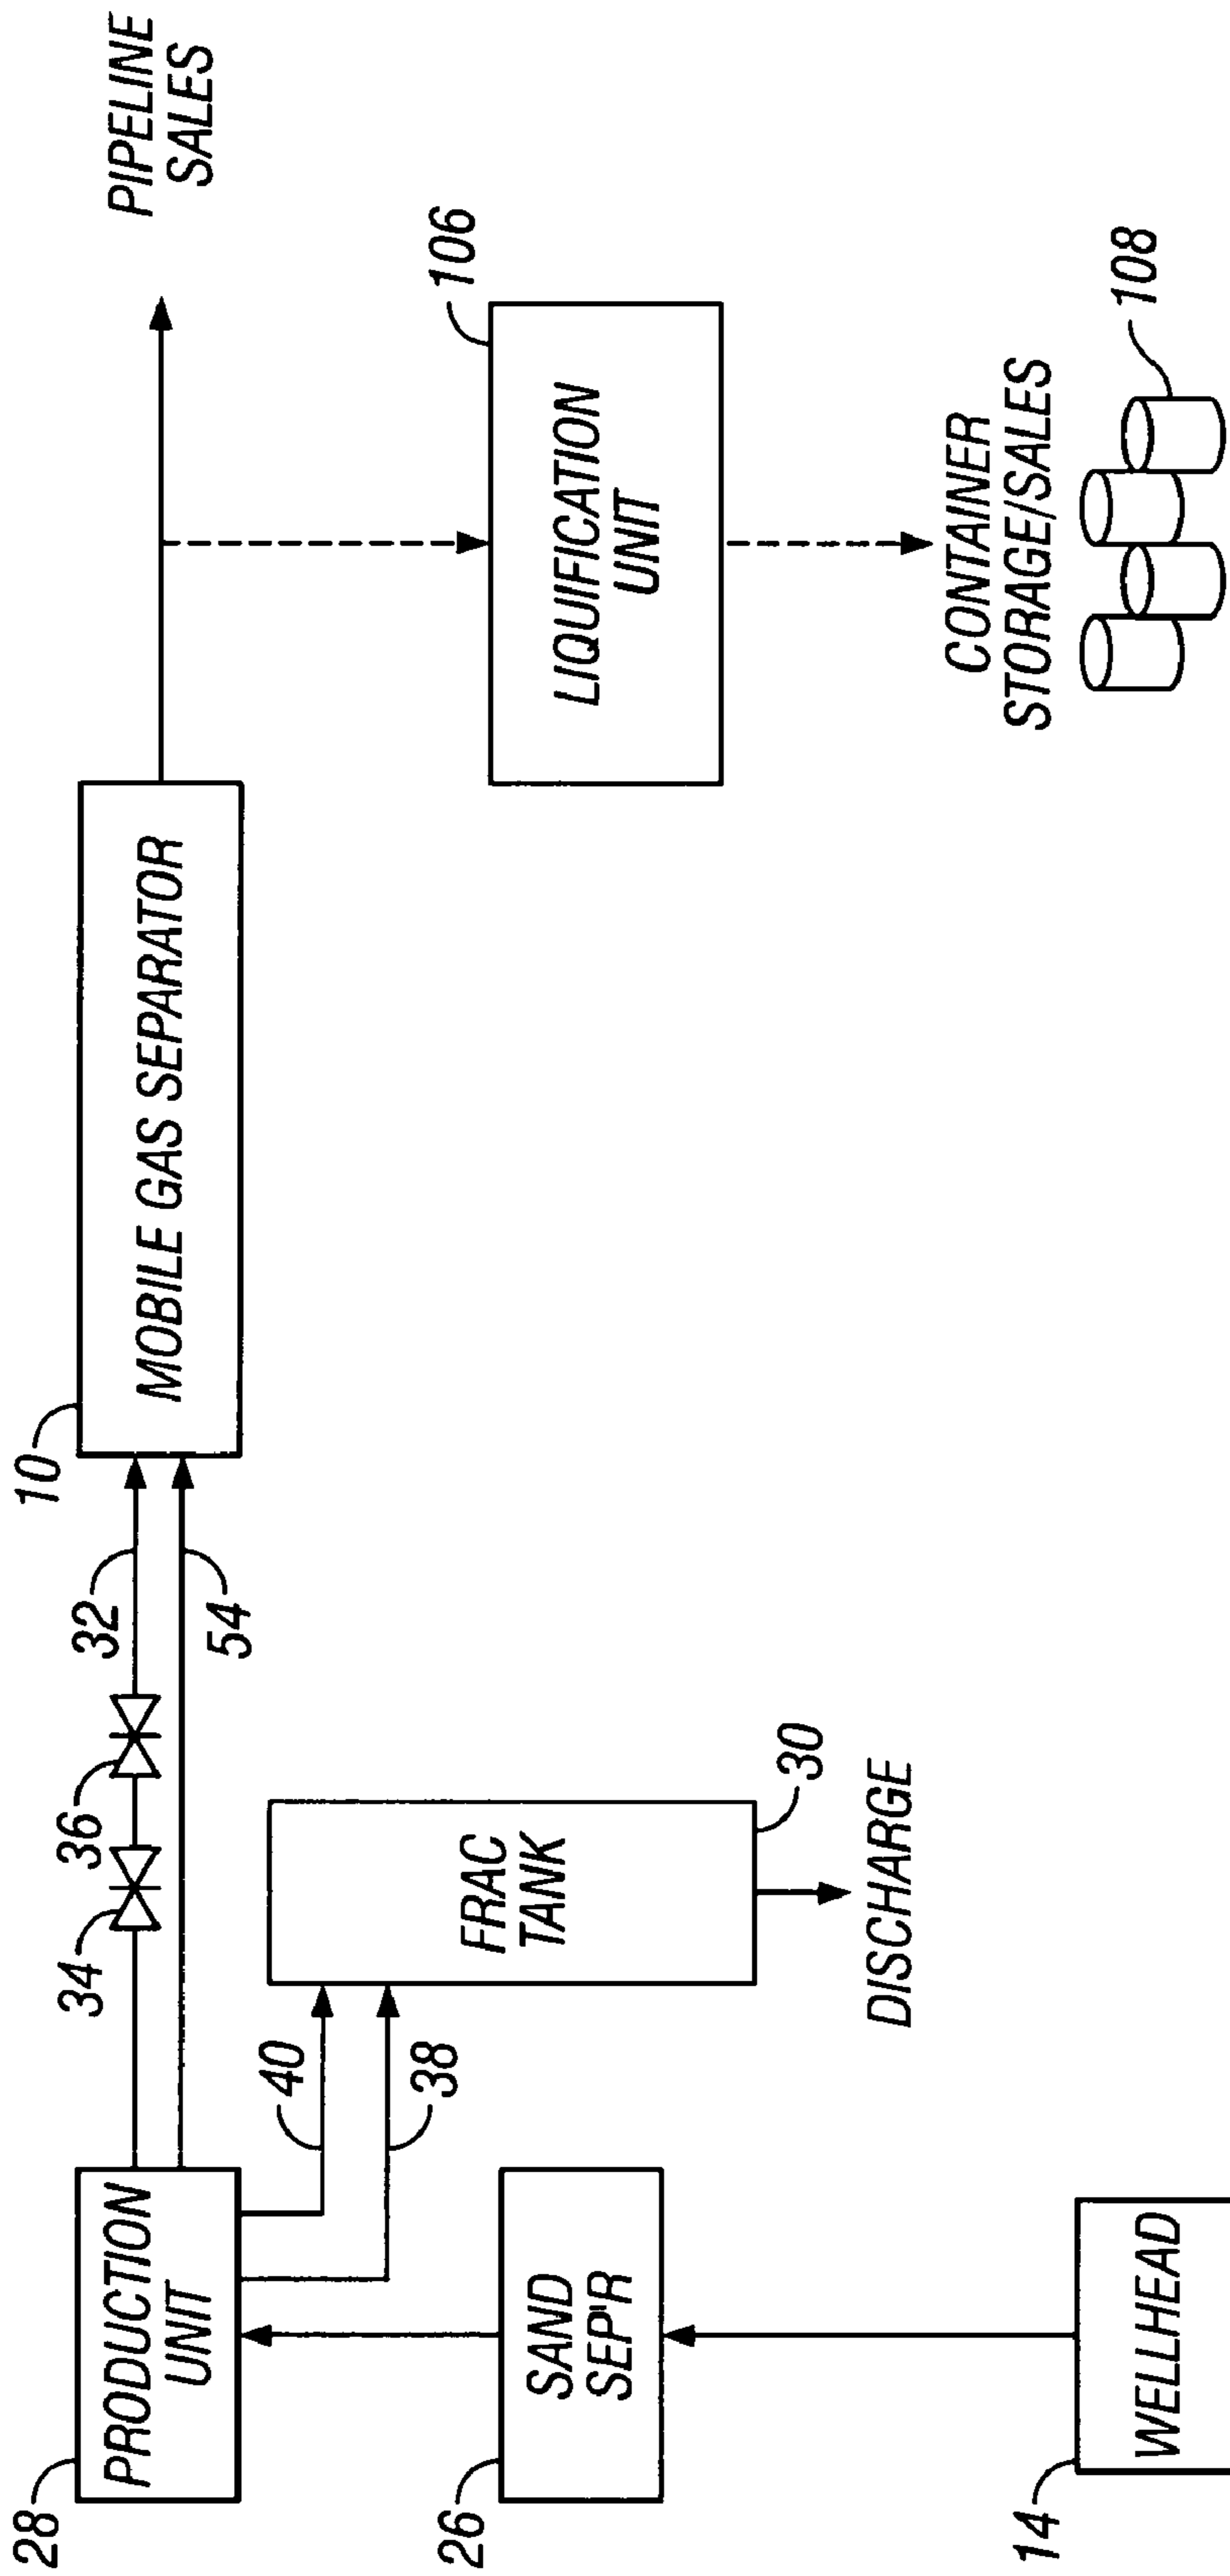 PIPELINE
SALES
10
MOBILE GAS SEPARATOR
32
54
36
34
28
PRODUCTION
UNIT
106
LIQUIFICATION
UNIT
40
38
FRAC
TANK
30
DISCHARGE
26
SAND
SEP'R
CONTAINER
STORAGE/SALES
108
14
WELLHEAD